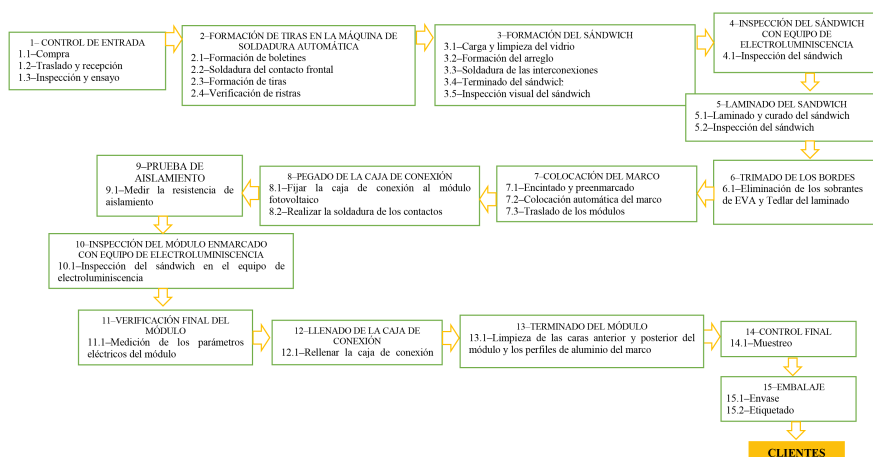 1– CONTROL DE ENTRADA
1.1–Compra
1.2–Traslado y recepción
1.3–Inspección y ensayo
2–FORMACIÓN DE TIRAS EN LA MÁQUINA DE
SOLDADURA AUTOMÁTICA
2.1–Formación de boletines
2.2–Soldadura del contacto frontal
2.3–Formación de tiras
2.4–Verificación de ristras
3–FORMACIÓN DEL SÁNDWICH
3.1–Carga y limpieza del vidrio
3.2–Formación del arreglo
3.3–Soldadura de las interconexiones
3.4–Terminado del sándwich
3.5–Inspección visual del sándwich
4–INSPECCIÓN DEL SÁNDWICH
CON EQUIPO DE
ELECTROLUMINISCENCIA
4.1–Inspección del sándwich
5–LAMINADO DEL SANDWICH
5.1–Laminado y curado del sándwich
5.2–Inspección del sándwich
6–TRIMADO DE LOS BORDES
6.1–Eliminación de los sobrantes
de EVA y Tedlar del laminado
7–COLOCACIÓN DEL MARCO
7.1–Encintado y preenmarcado
7.2–Colocación automática del marco
7.3–Traslado de los módulos
8–PEGADO DE LA CAJA DE CONEXIÓN
8.1–Fijar la caja de conexión al módulo
fotovoltaico
8.2–Realizar la soldadura de los contactos
9–PRUEBA DE
AISLAMIENTO
9.1–Medir la resistencia de
aislamiento
10–INSPECCIÓN DEL MÓDULO ENMARCADO
CON EQUIPO DE ELECTROLUMINISCENCIA
10.1–Inspección del sándwich en el equipo de
electroluminiscencia
11–VERIFICACIÓN FINAL DEL
MÓDULO
11.1–Medición de los parámetros
eléctricos del módulo
12–LLENADO DE LA CAJA DE
CONEXIÓN
12.1–Rellenar la caja de conexión
13–TERMINADO DEL MÓDULO
13.1–Limpieza de las caras anterior y posterior del
módulo y los perfiles de aluminio del marco
14–CONTROL FINAL
14.1–Muestreo
15–EMBALAJE
15.1–Envase
15.2–Etiquetado
CLIENTES